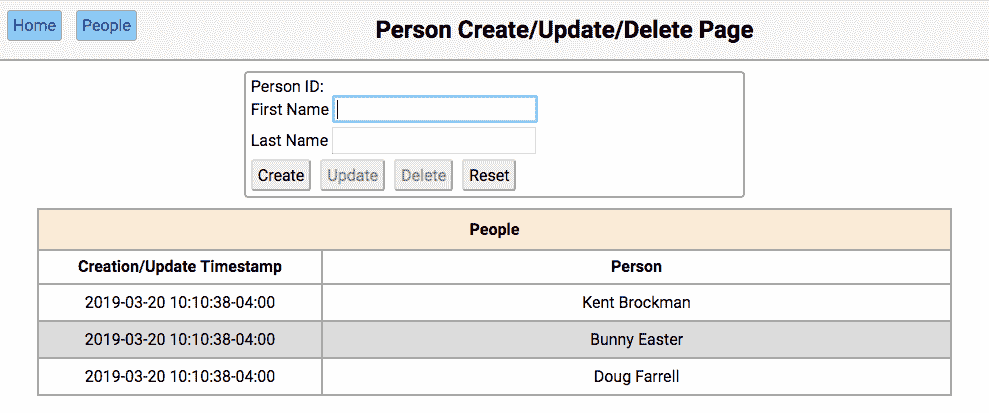 Home People Person Create/Update/Delete Page
Person ID:
First Name
Last Name
Create Update Delete Reset
People
Creation/Update Timestamp Person
2019-03-20 10:10:38-04:00 Kent Brockman
2019-03-20 10:10:38-04:00 Bunny Easter
2019-03-20 10:10:38-04:00 Doug Farrell